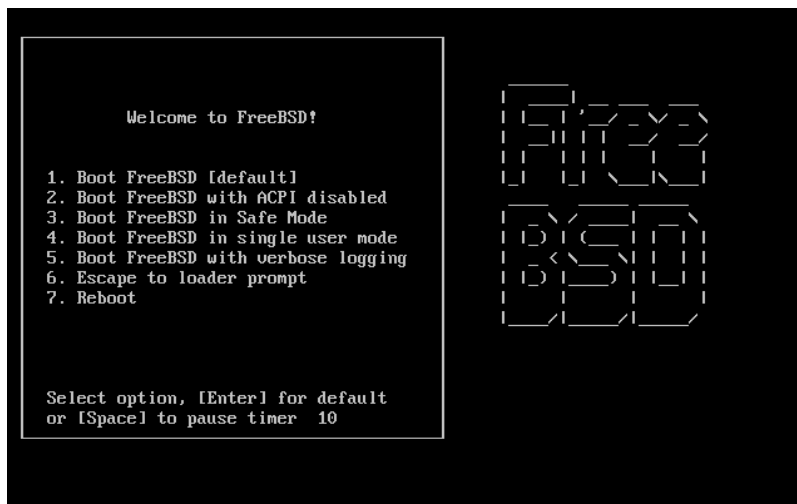 Welcome to FreeBSD!
1. Boot FreeBSD [default]
2. Boot FreeBSD with ACPI disabled
3. Boot FreeBSD in Safe Mode
4. Boot FreeBSD in single user mode
5. Boot FreeBSD with verbose logging
6. Escape to loader prompt
7. Reboot
Select option, [Enter] for default
or [Space] to pause timer  10
Free
BSD